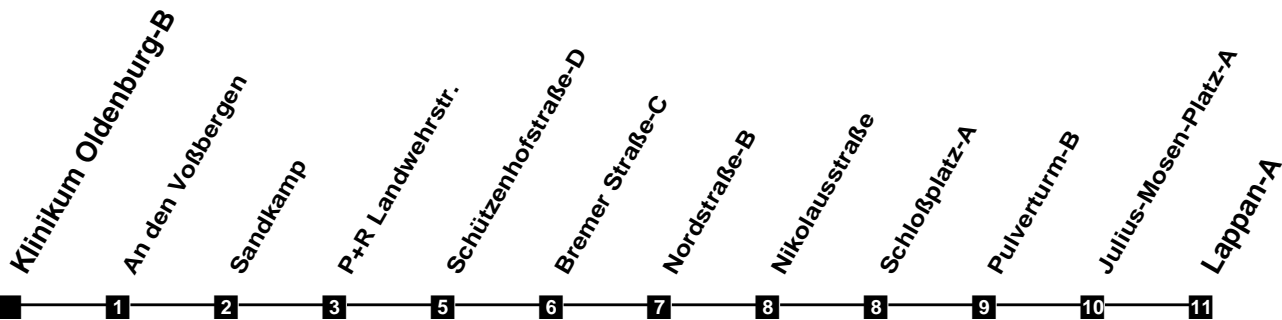 Klinikum Oldenburg-B
An den Voßbergen
Sandkamp
P+R Landwehrstr.
Schützenhofstraße-D
Bremer Straße-C
Nordstraße-B
Nikolausstraße
Schloßplatz-A
Pulverturm-B
Julius-Mosen-Platz-A
Lappan-A
1 2 3 5 6 7 8 8 9 10 11